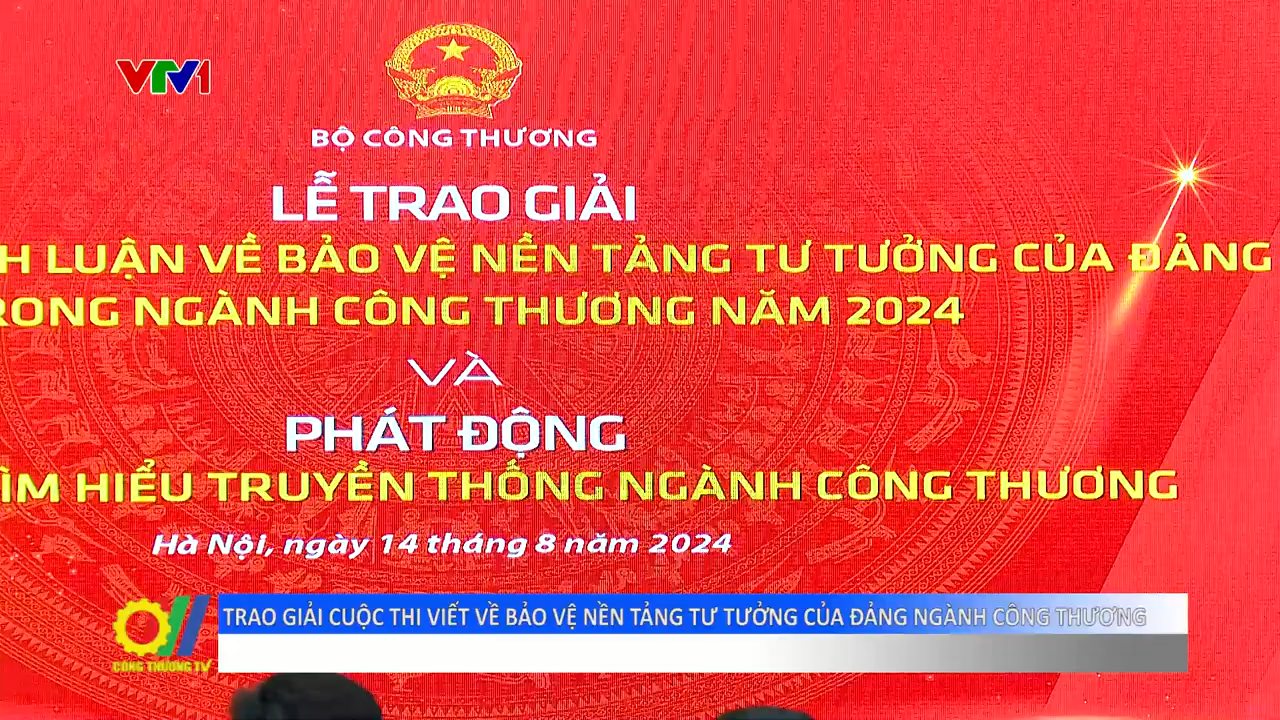 VTV1
BỘ CÔNG THƯƠNG
LỄ TRAO GIẢI
H LUẬN VỀ BẢO VỆ NỀN TẢNG TƯ TƯỞNG CỦA ĐẢNG
RONG NGÀNH CÔNG THƯƠNG NĂM 2024
VÀ
PHÁT ĐỘNG
ÌM HIỂU TRUYỀN THỐNG NGÀNH CÔNG THƯƠNG
Hà Nội, ngày 14 tháng 8 năm 2024
TRAO GIẢI CUỘC THI VIẾT VỀ BẢO VỆ NỀN TẢNG TƯ TƯỞNG CỦA ĐẢNG NGÀNH CÔNG THƯƠNG
CÔNG THƯƠNG TV